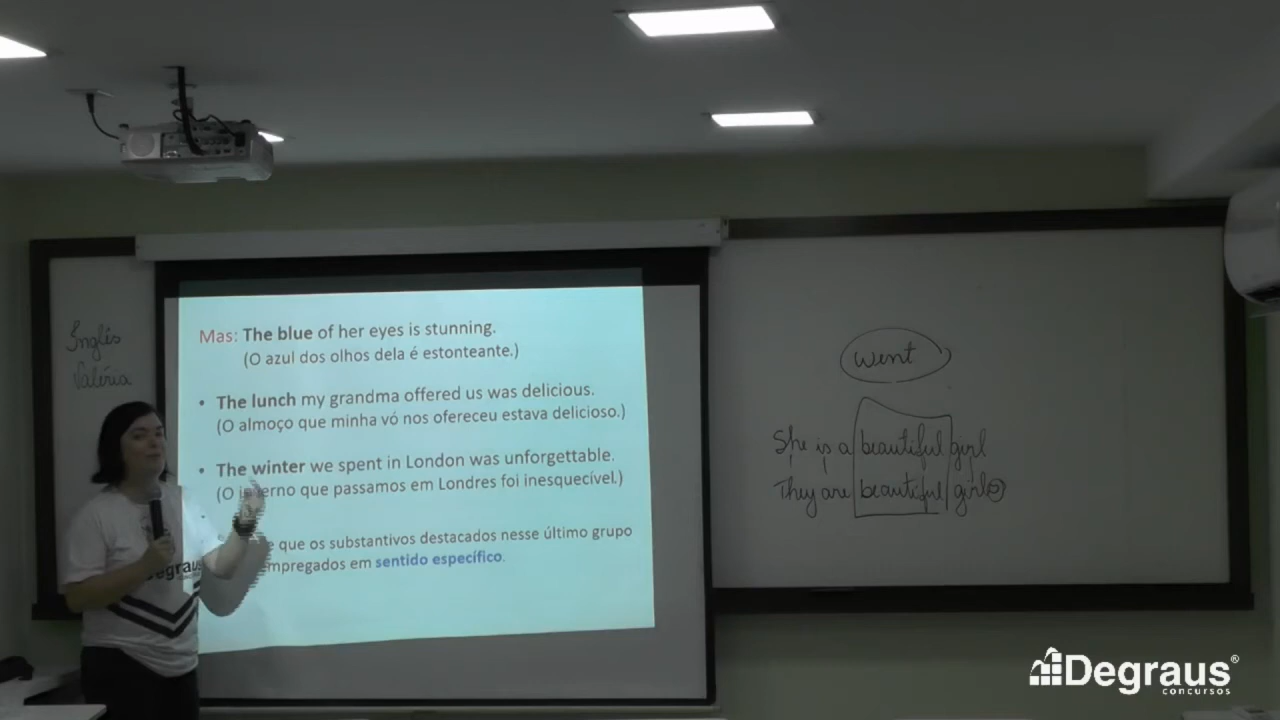 Inglês
Valéria
Mas: The blue of her eyes is stunning.
(O azul dos olhos dela é estonteante.)
• The lunch my grandma offered us was delicious.
(O almoço que minha vó nos ofereceu estava delicioso.)
• The winter we spent in London was unforgettable.
(O inverno que passamos em Londres foi inesquecível.)
que os substantivos destacados nesse último grupo
empregados em sentido específico.
went
She is a beautiful girl
They are beautiful girls
Degraus
Degraus®
concursos